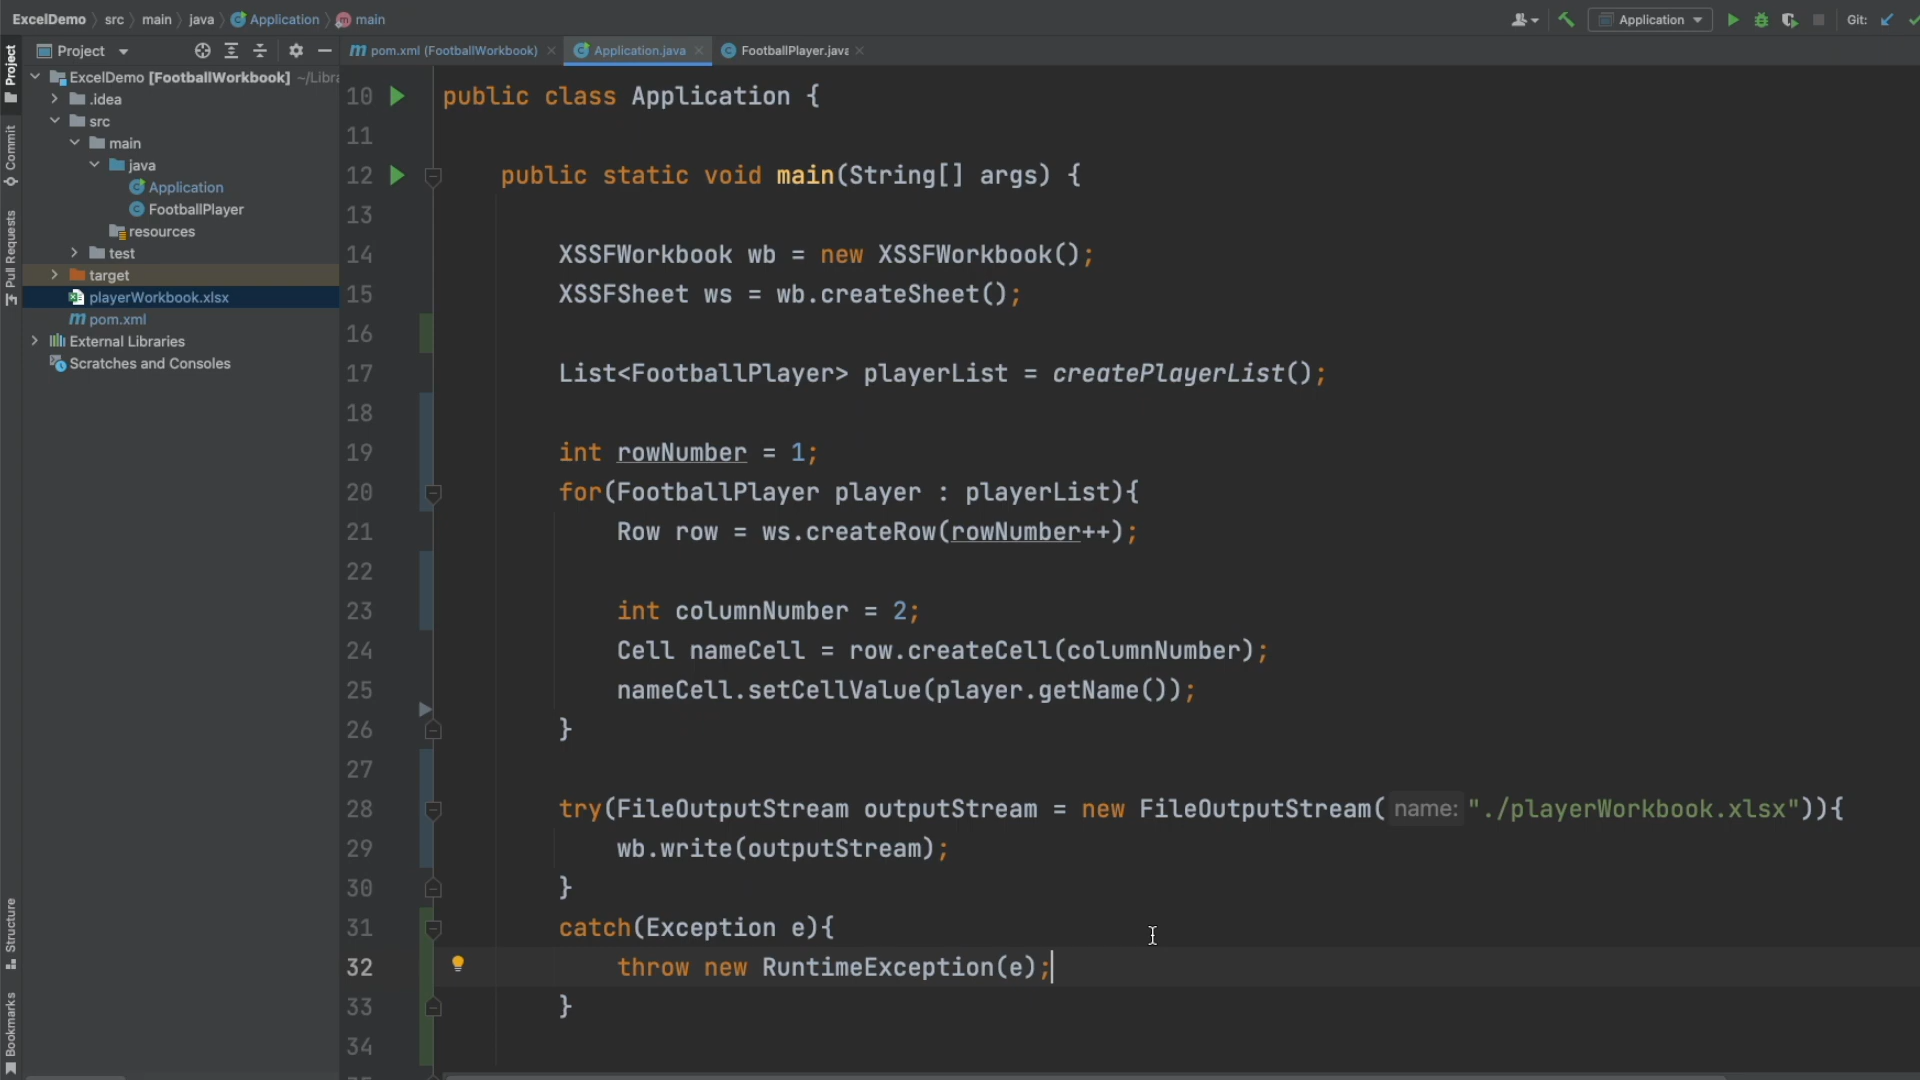 ExcelDemo src main java Application main
Application
Git:
Project
pom.xml (FootballWorkbook)
Application.java
FootballPlayer.java
Project
Commit
Pull Requests
Structure
Bookmarks
ExcelDemo [FootballWorkbook] ~/Libra
.idea
src
main
java
Application
FootballPlayer
resources
test
target
playerWorkbook.xlsx
pom.xml
External Libraries
Scratches and Consoles
10 public class Application {
11
12 public static void main(String[] args) {
13
14 XSSFWorkbook wb = new XSSFWorkbook();
15 XSSFSheet ws = wb.createSheet();
16
17 List<FootballPlayer> playerList = createPlayerList();
18
19 int rowNumber = 1;
20 for(FootballPlayer player : playerList){
21 Row row = ws.createRow(rowNumber++);
22
23 int columnNumber = 2;
24 Cell nameCell = row.createCell(columnNumber);
25 nameCell.setCellValue(player.getName());
26 }
27
28 try(FileOutputStream outputStream = new FileOutputStream( name: "./playerWorkbook.xlsx")){
29 wb.write(outputStream);
30 }
31 catch(Exception e){
32 throw new RuntimeException(e);
33 }
34